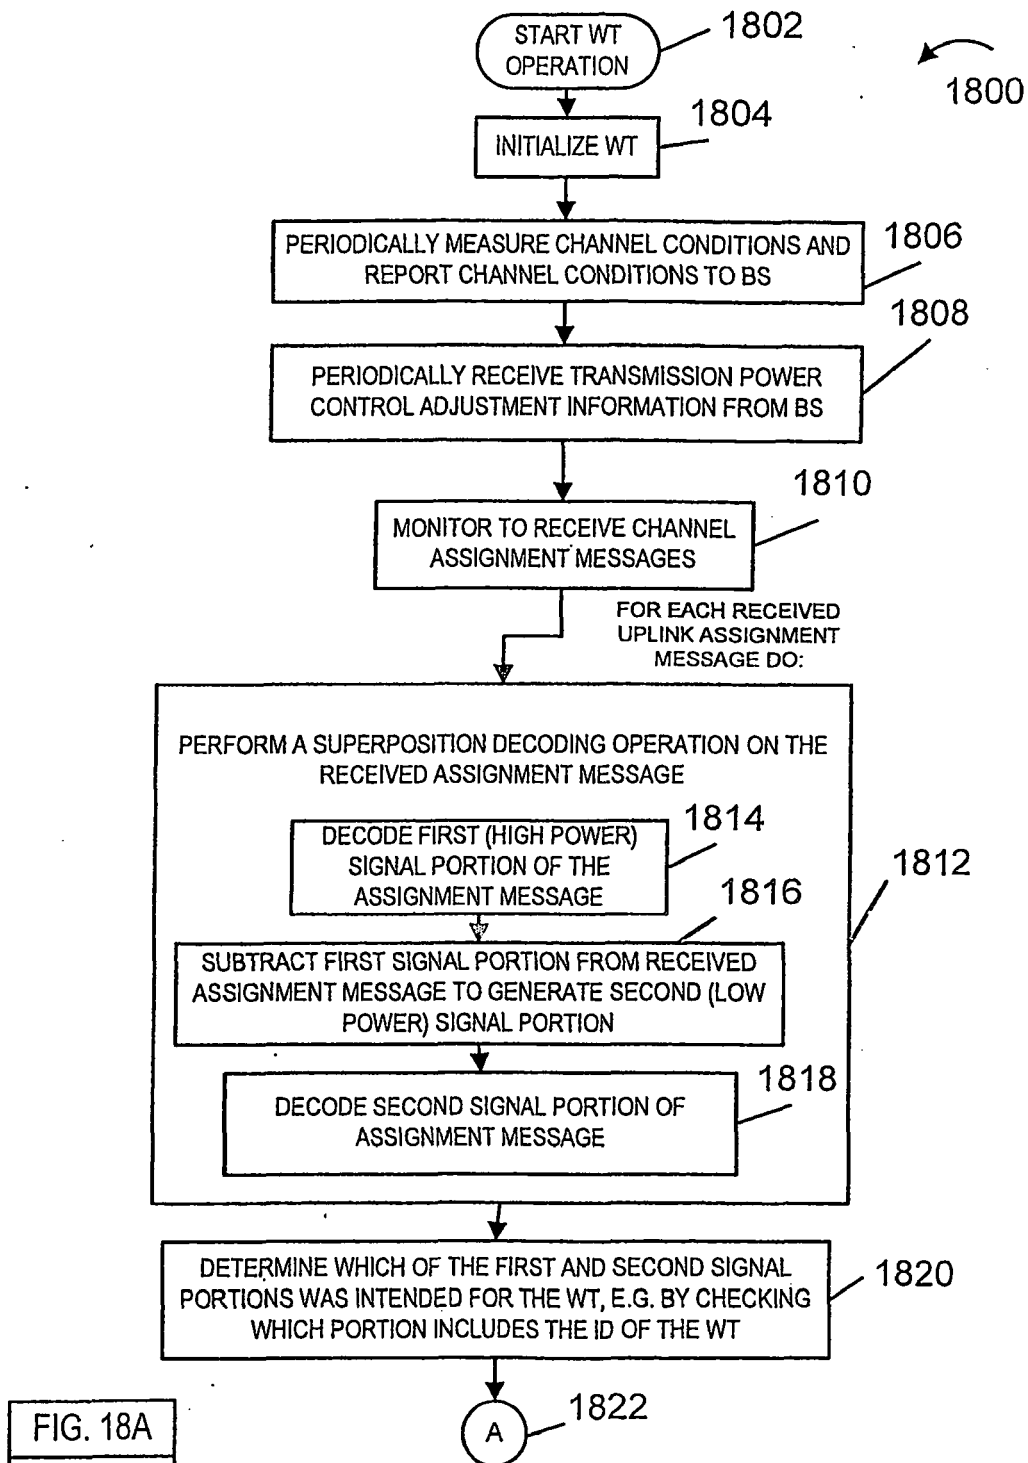 START WT
OPERATION
1802
1800
INITIALIZE WT
1804
PERIODICALLY MEASURE CHANNEL CONDITIONS AND
REPORT CHANNEL CONDITIONS TO BS
1806
PERIODICALLY RECEIVE TRANSMISSION POWER
CONTROL ADJUSTMENT INFORMATION FROM BS
1808
MONITOR TO RECEIVE CHANNEL
ASSIGNMENT MESSAGES
1810
FOR EACH RECEIVED
UPLINK ASSIGNMENT
MESSAGE DO:
PERFORM A SUPERPOSITION DECODING OPERATION ON THE
RECEIVED ASSIGNMENT MESSAGE
1812
DECODE FIRST (HIGH POWER)
SIGNAL PORTION OF THE
ASSIGNMENT MESSAGE
1814
SUBTRACT FIRST SIGNAL PORTION FROM RECEIVED
ASSIGNMENT MESSAGE TO GENERATE SECOND (LOW
POWER) SIGNAL PORTION
1816
DECODE SECOND SIGNAL PORTION OF
ASSIGNMENT MESSAGE
1818
DETERMINE WHICH OF THE FIRST AND SECOND SIGNAL
PORTIONS WAS INTENDED FOR THE WT, E.G. BY CHECKING
WHICH PORTION INCLUDES THE ID OF THE WT
1820
A
1822
FIG. 18A